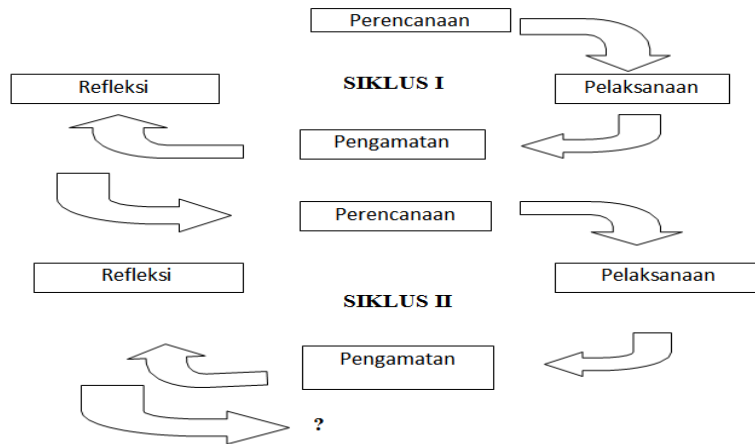 Perencanaan
Refleksi
SIKLUS I
Pelaksanaan
Pengamatan
Perencanaan
Refleksi
Pelaksanaan
SIKLUS II
Pengamatan
?